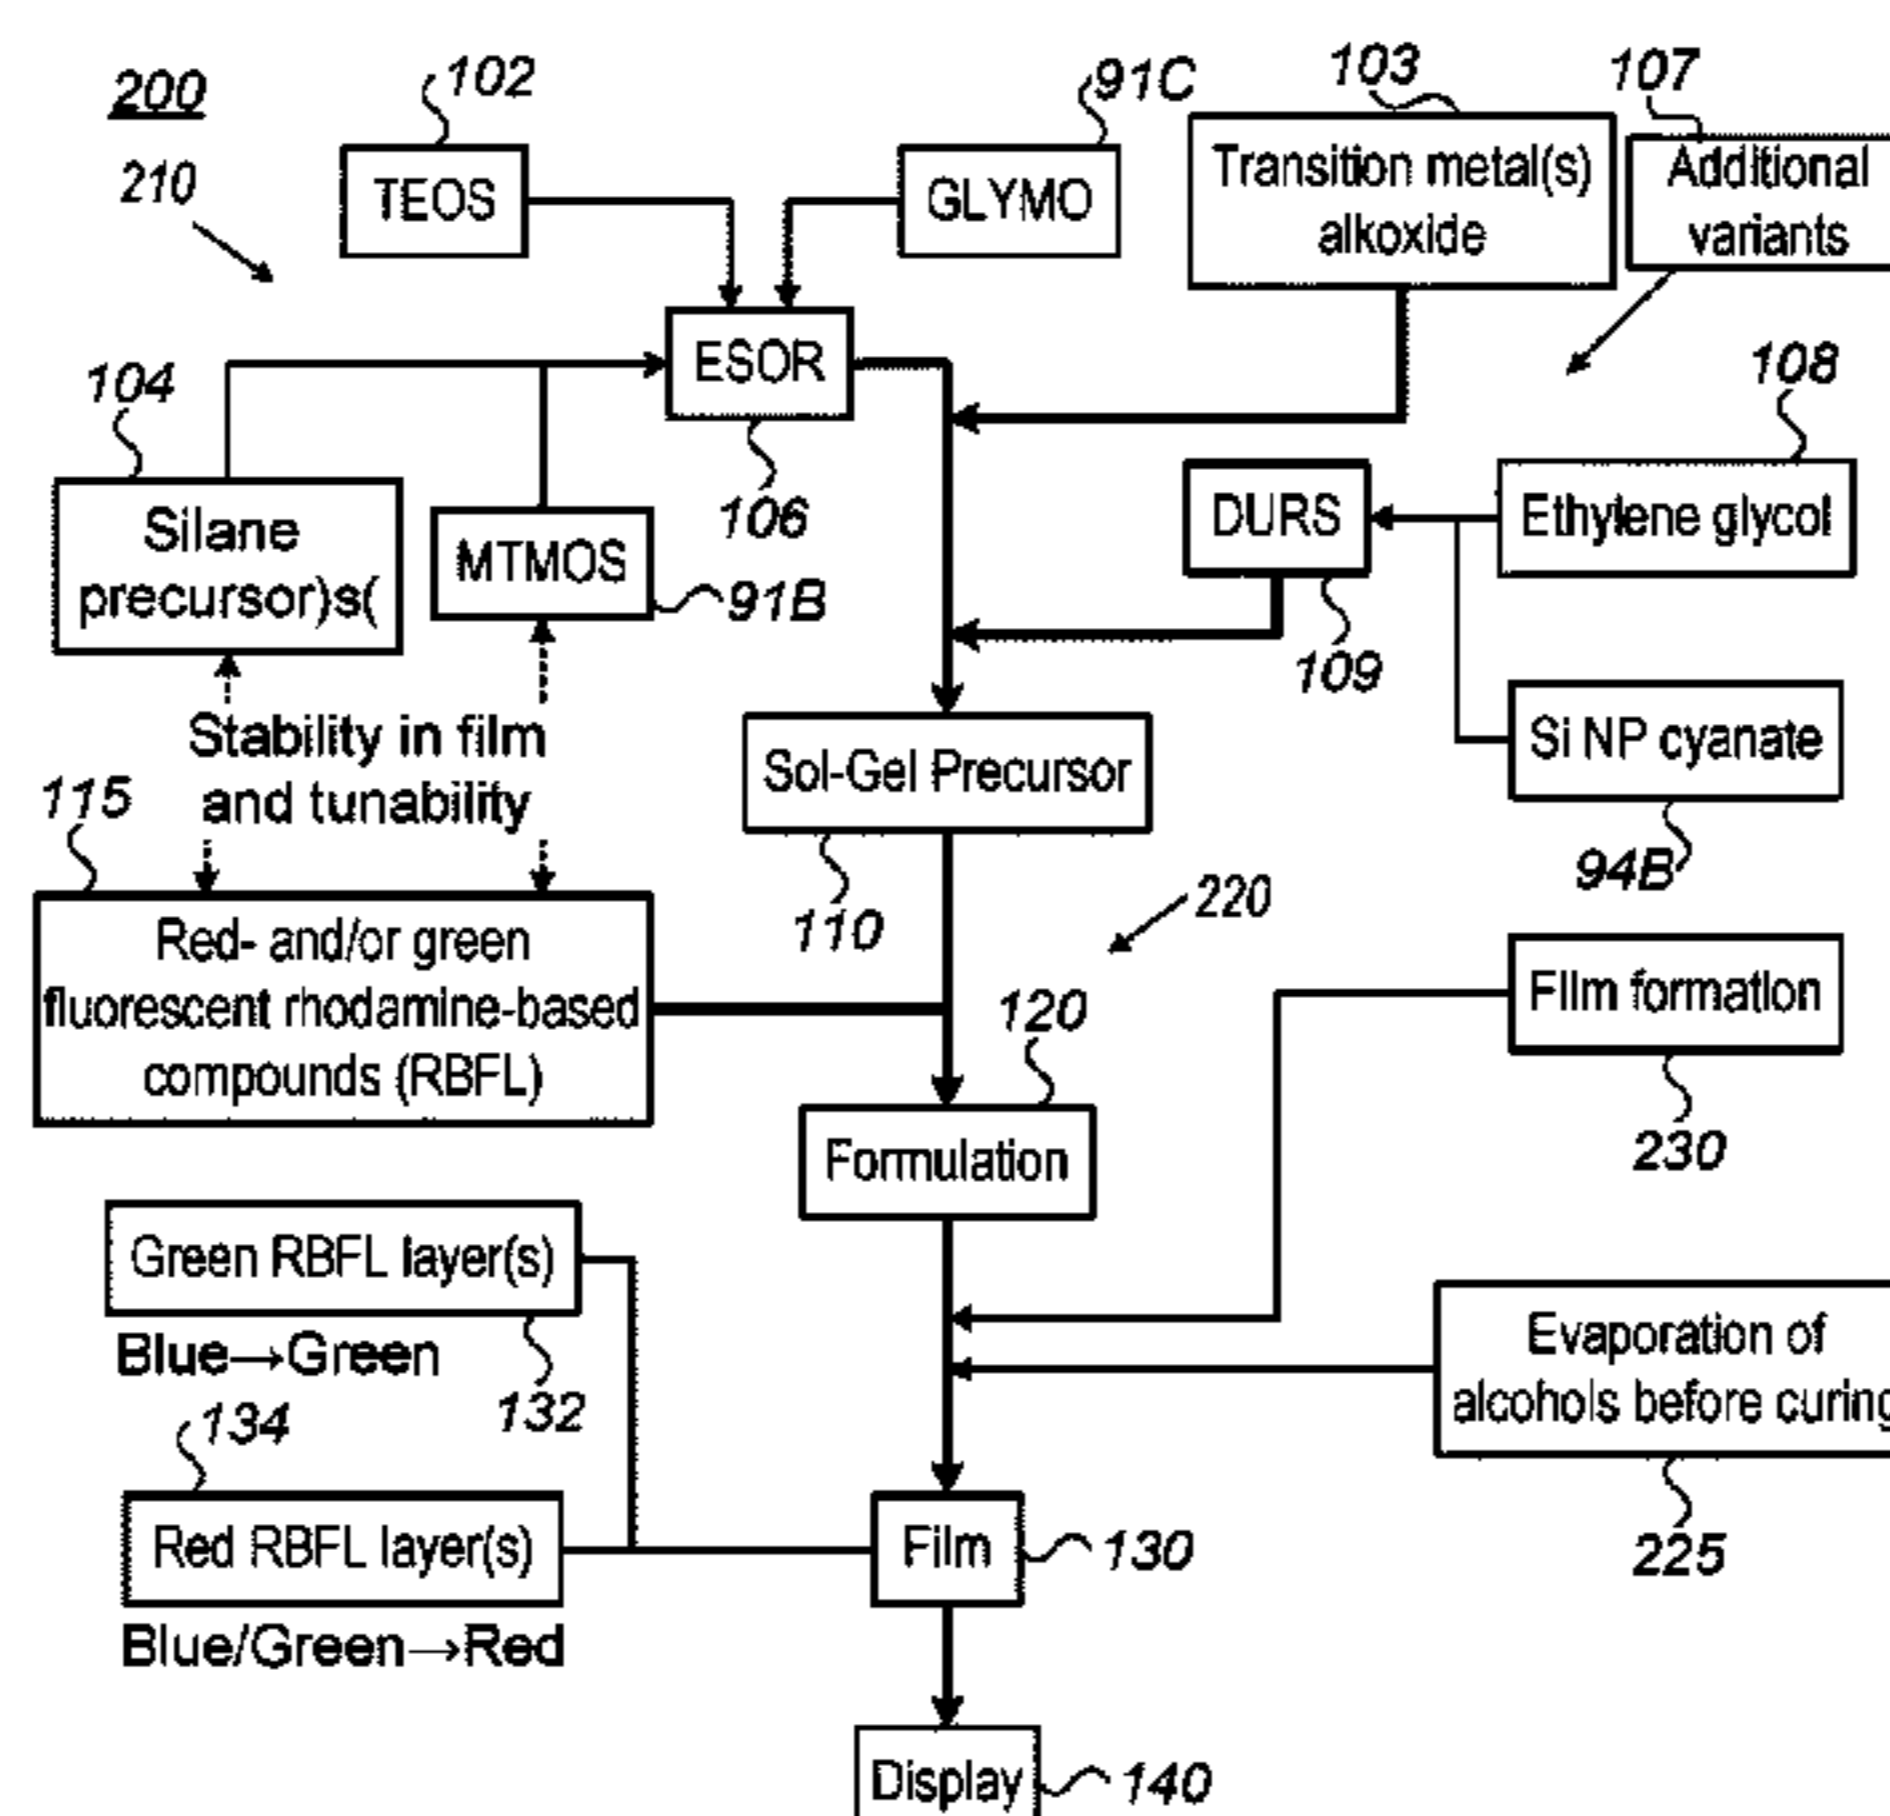 200
210
102
TEOS
91C
GLYMO
103
Transition metal(s)
alkoxide
107
Additional
variants
ESOR
106
104
Silane
precursor)s(
MTMOS
91B
108
Ethylene glycol
DURS
109
Si NP cyanate
94B
Stability in film
and tunability
Sol-Gel Precursor
110
115
Red- and/or green
fluorescent rhodamine-based
compounds (RBFL)
220
120
Formulation
Film formation
230
Green RBFL layer(s)
Blue→Green
132
Evaporation of
alcohols before curing
225
134
Red RBFL layer(s)
Blue/Green→Red
Film
130
Display
140